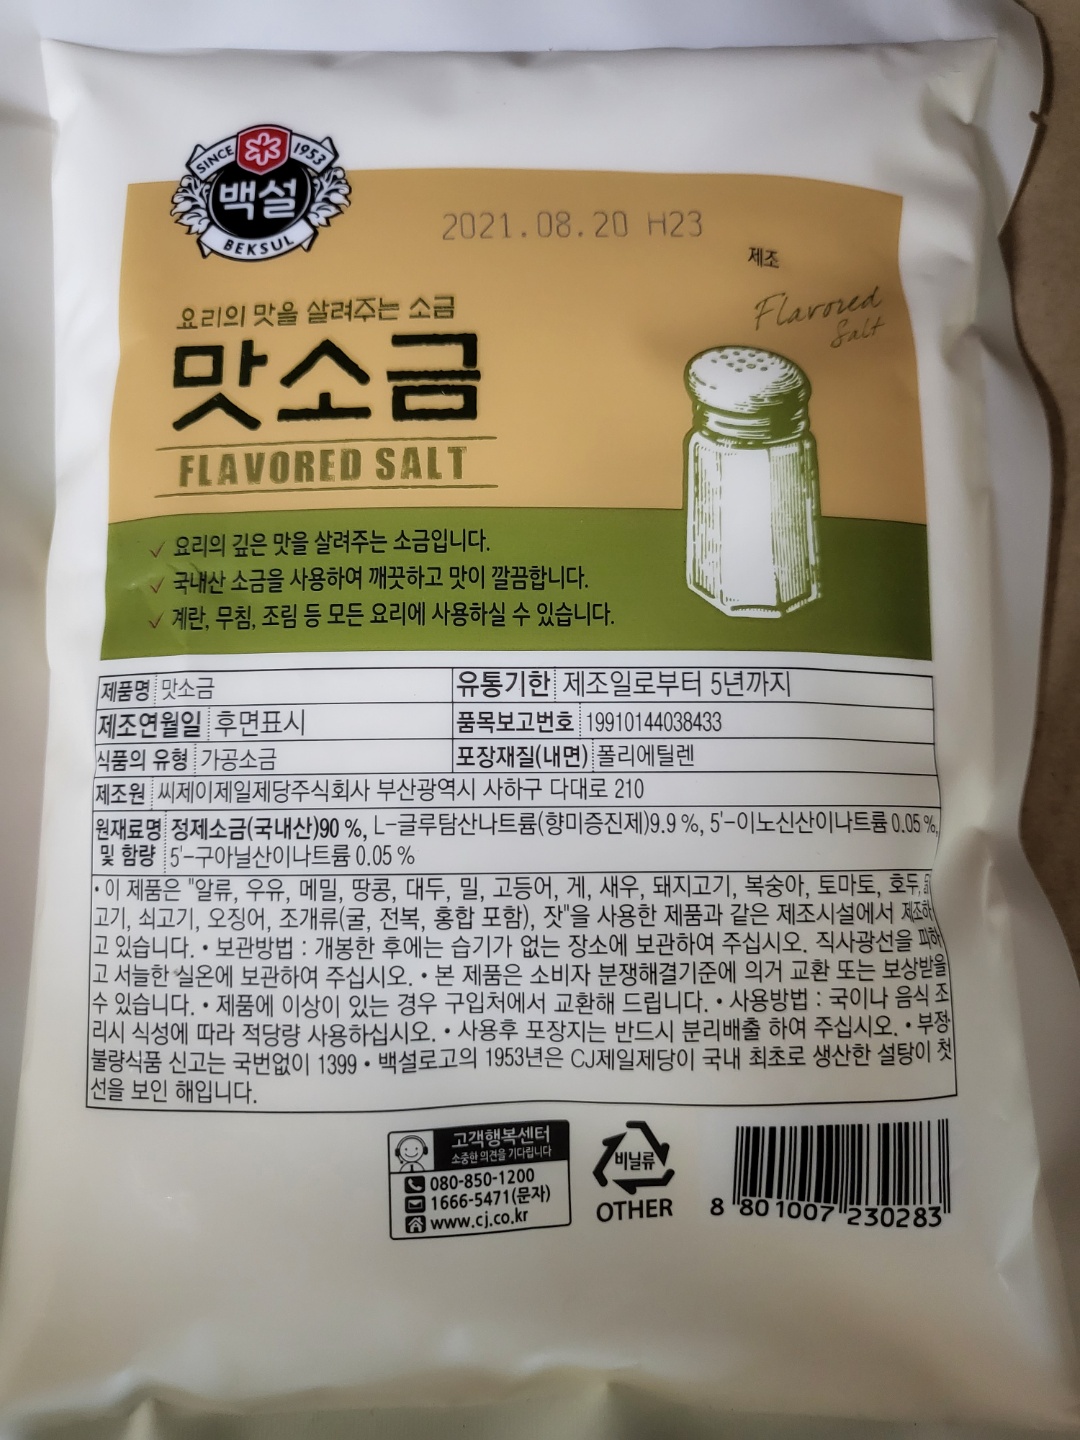 SINCE 1953
백설
BEKSUL
2021.08.20 H23
제조
Flavored
Salt
요리의 맛을 살려주는 소금
맛소금
FLAVORED SALT
✓ 요리의 깊은 맛을 살려주는 소금입니다.
✓ 국내산 소금을 사용하여 깨끗하고 맛이 깔끔합니다.
✓ 계란, 무침, 조림 등 모든 요리에 사용하실 수 있습니다.
제품명 맛소금 유통기한 제조일로부터 5년까지
제조연월일 후면표시 품목보고번호 19910144038433
식품의 유형 가공소금 포장재질(내면) 폴리에틸렌
제조원 씨제이제일제당주식회사 부산광역시 사하구 다대로 210
원재료명 및 함량 정제소금(국내산)90 %, L-글루탐산나트륨(향미증진제)9.9 %, 5'-이노신산이나트륨 0.05 %,
5'-구아닐산이나트륨 0.05 %
• 이 제품은 "알류, 우유, 메밀, 땅콩, 대두, 밀, 고등어, 게, 새우, 돼지고기, 복숭아, 토마토, 호두,
고기, 쇠고기, 오징어, 조개류(굴, 전복, 홍합 포함), 잣"을 사용한 제품과 같은 제조시설에서 제조하
고 있습니다. • 보관방법 : 개봉한 후에는 습기가 없는 장소에 보관하여 주십시오. 직사광선을 피하
고 서늘한 실온에 보관하여 주십시오. • 본 제품은 소비자 분쟁해결기준에 의거 교환 또는 보상받을
수 있습니다. • 제품에 이상이 있는 경우 구입처에서 교환해 드립니다. • 사용방법 : 국이나 음식 조
리시 식성에 따라 적당량 사용하십시오. • 사용후 포장지는 반드시 분리배출 하여 주십시오. • 부정·
불량식품 신고는 국번없이 1399 • 백설로고의 1953년은 CJ제일제당이 국내 최초로 생산한 설탕이 첫
선을 보인 해입니다.
고객행복센터
소중한 의견을 기다립니다
080-850-1200
1666-5471(문자)
www.cj.co.kr
비닐류
OTHER
8 801007 230283